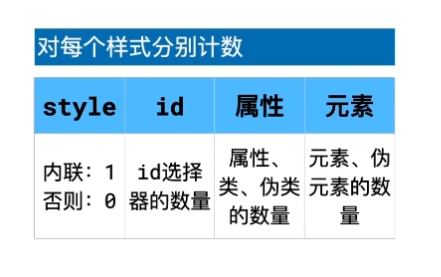 对每个样式分别计数
style id 属性 元素
内联：1
否则：0
id选择
器的数量
属性、
类、伪类
的数量
元素、伪
元素的数
量